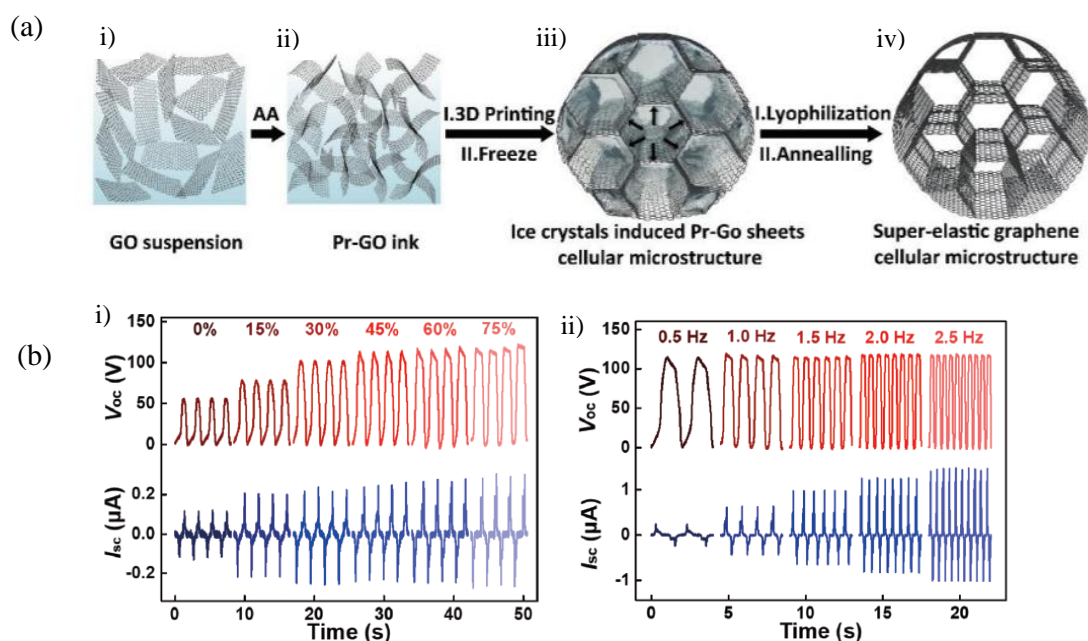 (a)
i)
ii)
iii)
iv)
AA
I.3D Printing
II.Freeze
I.Lyophilization
II.Annealling
GO suspension
Pr-GO ink
Ice crystals induced Pr-Go sheets
cellular microstructure
Super-elastic graphene
cellular microstructure
(b)
i)
150
100
50
0
Voc (V)
0% 15% 30% 45% 60% 75%
0.2
0.0
-0.2
Isc (µA)
0 10 20 30 40 50
Time (s)
ii)
150
100
50
0
Voc (V)
0.5 Hz 1.0 Hz 1.5 Hz 2.0 Hz 2.5 Hz
1
0
-1
Isc (µA)
0 5 10 15 20
Time (s)